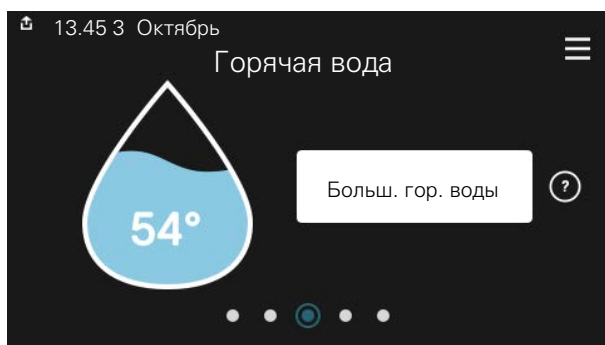 13.45 3 Октябрь
Горячая вода
54°
Больш. гор. воды
?